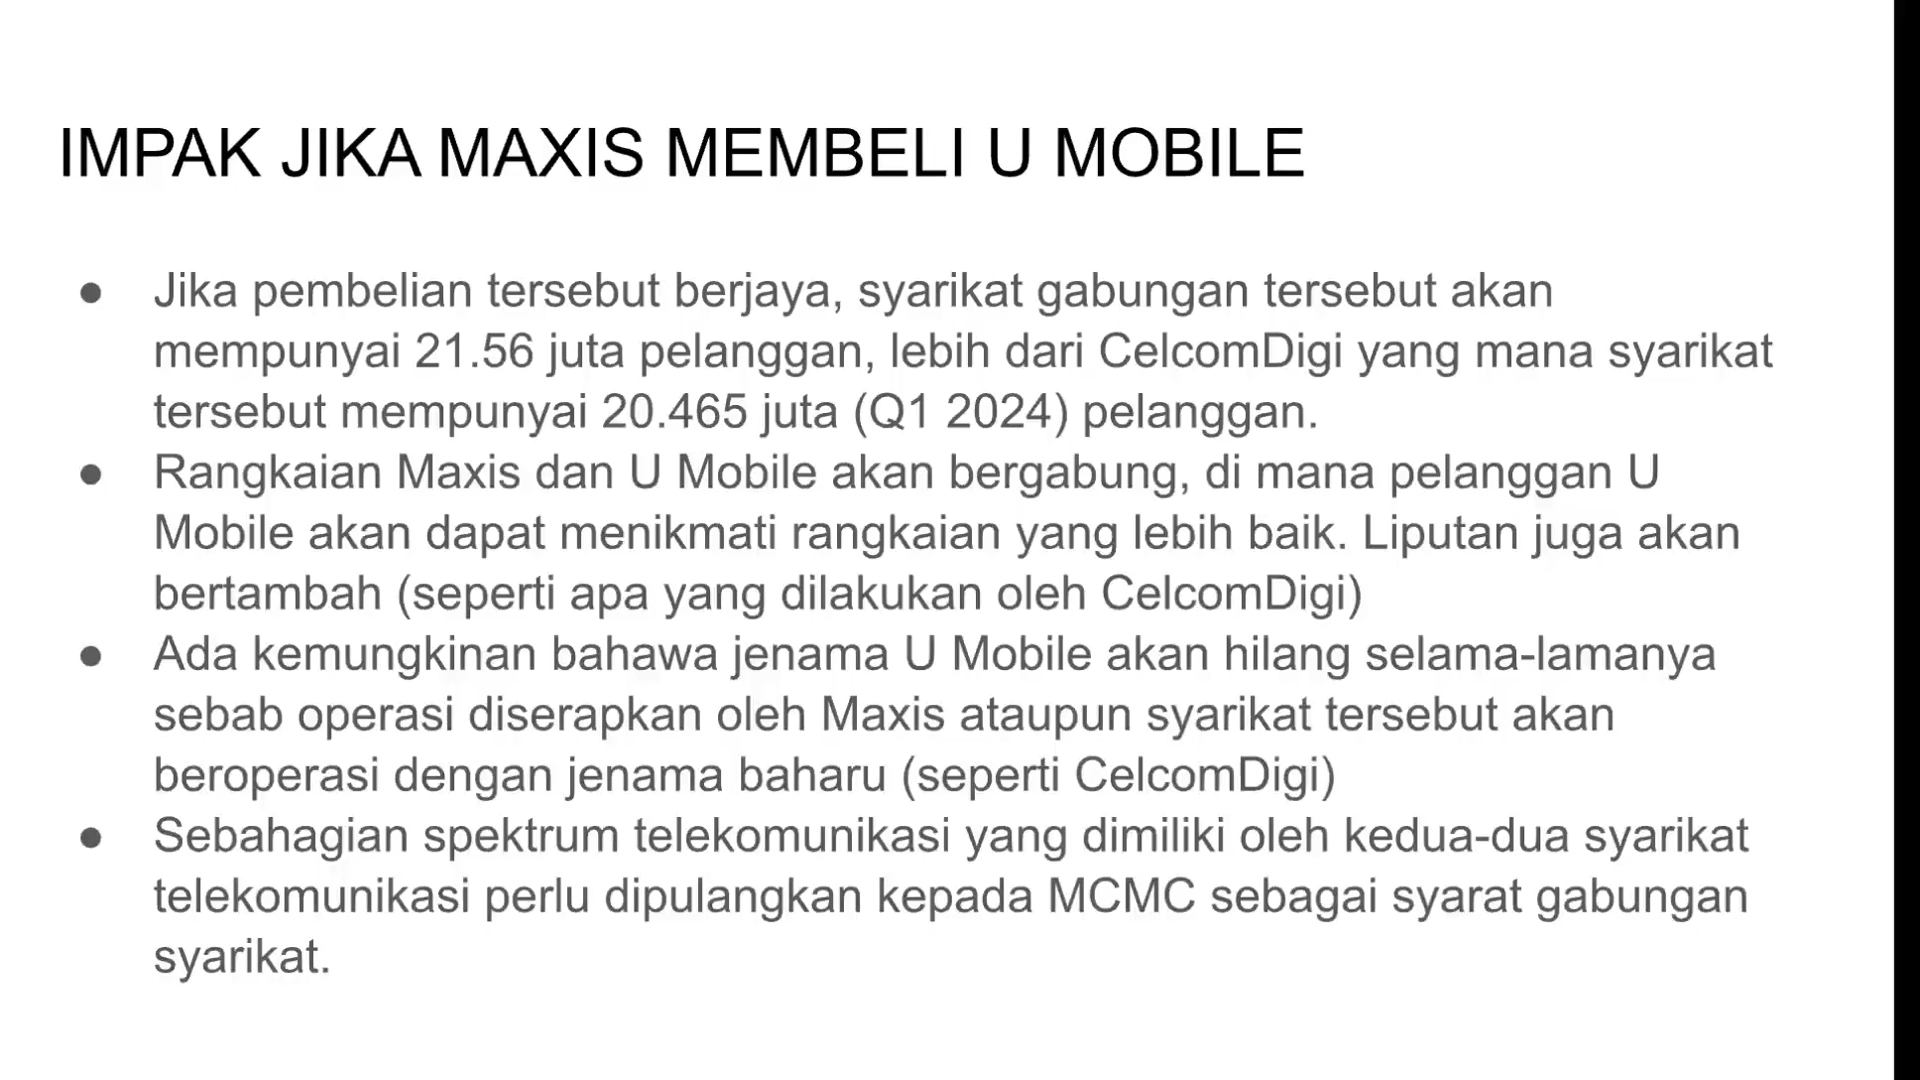 IMPAK JIKA MAXIS MEMBELI U MOBILE
● Jika pembelian tersebut berjaya, syarikat gabungan tersebut akan
mempunyai 21.56 juta pelanggan, lebih dari CelcomDigi yang mana syarikat
tersebut mempunyai 20.465 juta (Q1 2024) pelanggan.
● Rangkaian Maxis dan U Mobile akan bergabung, di mana pelanggan U
Mobile akan dapat menikmati rangkaian yang lebih baik. Liputan juga akan
bertambah (seperti apa yang dilakukan oleh CelcomDigi)
● Ada kemungkinan bahawa jenama U Mobile akan hilang selama-lamanya
sebab operasi diserapkan oleh Maxis ataupun syarikat tersebut akan
beroperasi dengan jenama baharu (seperti CelcomDigi)
● Sebahagian spektrum telekomunikasi yang dimiliki oleh kedua-dua syarikat
telekomunikasi perlu dipulangkan kepada MCMC sebagai syarat gabungan
syarikat.